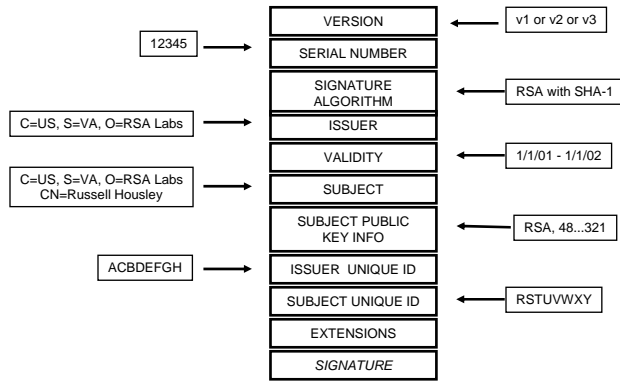 VERSION
v1 or v2 or v3
12345
SERIAL NUMBER
SIGNATURE
ALGORITHM
RSA with SHA-1
C=US, S=VA, O=RSA Labs
ISSUER
VALIDITY
1/1/01 - 1/1/02
C=US, S=VA, O=RSA Labs
CN=Russell Housley
SUBJECT
SUBJECT PUBLIC
KEY INFO
RSA, 48...321
ACBDEFGH
ISSUER UNIQUE ID
SUBJECT UNIQUE ID
RSTUVWXY
EXTENSIONS
SIGNATURE